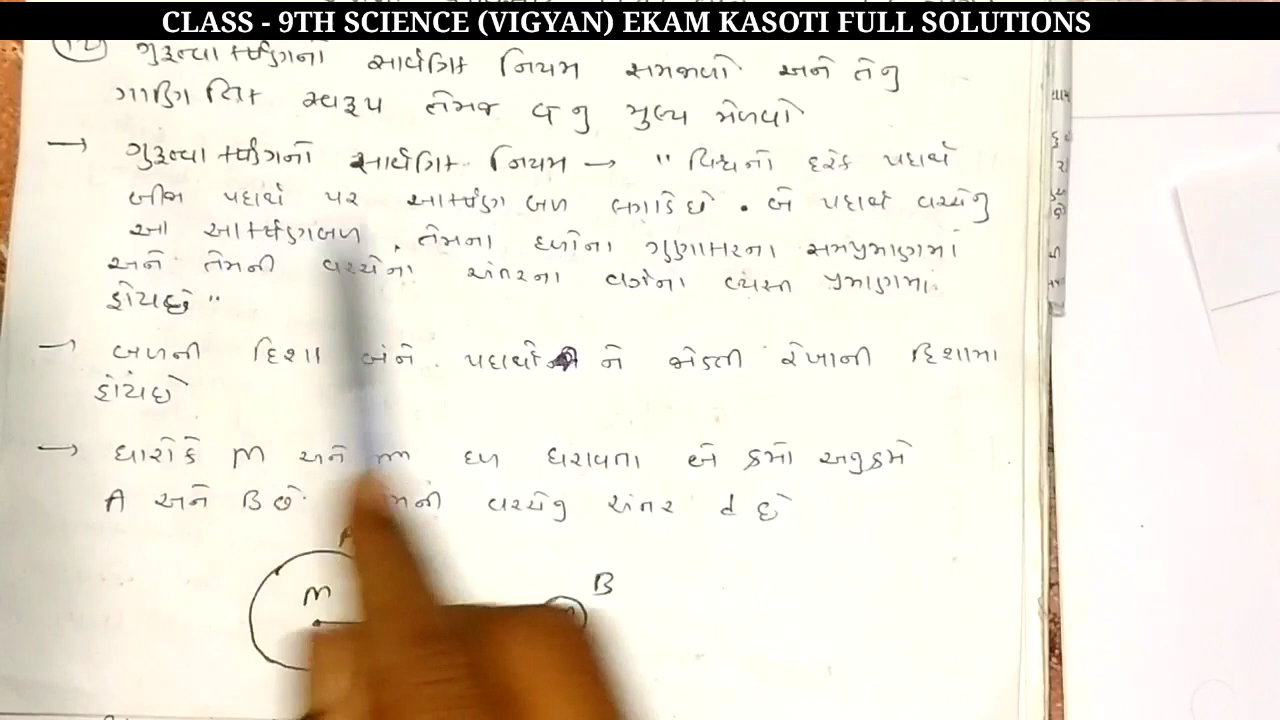 CLASS - 9TH SCIENCE (VIGYAN) EKAM KASOTI FULL SOLUTIONS
(12) ગુરુત્વાકર્ષણનો સાર્વત્રિક નિયમ સમજાવો અને તેનુ
ગાણિતિક સ્વરૂપ તેમજ નુ મુલ્ય મેળવો
→ ગુરુત્વાકર્ષણનો સાર્વત્રિક નિયમ → " વિશ્વનો દરેક પદાર્થ
બીજા પદાર્થ પર આકર્ષણ બળ લગાડે છે . બે પદાર્થ વચ્ચેનુ
આ આકર્ષણબળ , તેમના દળોના ગુણાકારના સમપ્રમાણમાં
અને તેમની વચ્ચેના અંતરના વર્ગના વ્યસ્ત પ્રમાણમાં
હોય છે "
→ બળની દિશા બંને પદાર્થો ને જોડતી રેખાની દિશામા
હોય છે
→ ધારો કે M અને m દળ ધરાવતા બે ક્રમો અનુક્રમે
A અને B છે વચ્ચેનુ અંતર d છે
B
M